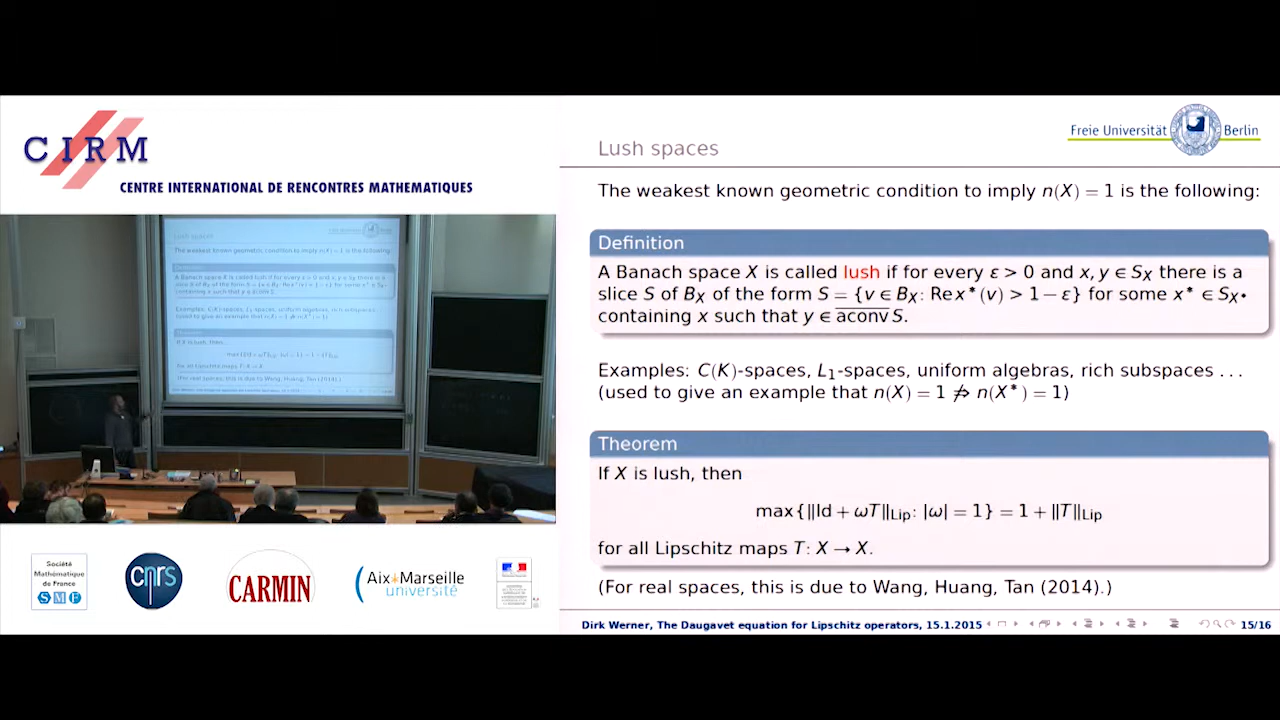 CIRM
CENTRE INTERNATIONAL DE RENCONTRES MATHEMATIQUES
Société
Mathématique
de France
SMF
cnrs
CARMIN
Aix*Marseille
université
Freie Universität Berlin
Lush spaces
The weakest known geometric condition to imply n(X) = 1 is the following:
Definition
A Banach space X is called lush if for every ε > 0 and x, y ∈ S_X there is a
slice S of B_X of the form S = {v ∈ B_X: Re x*(v) > 1 − ε} for some x* ∈ S_X*
containing x such that y ∈ \overline{aconv} S.
Examples: C(K)-spaces, L₁-spaces, uniform algebras, rich subspaces ...
(used to give an example that n(X) = 1 ⇏ n(X*) = 1)
Theorem
If X is lush, then
max{‖Id + ωT‖_Lip: |ω| = 1} = 1 + ‖T‖_Lip
for all Lipschitz maps T: X → X.
(For real spaces, this is due to Wang, Huang, Tan (2014).)
Dirk Werner, The Daugavet equation for Lipschitz operators, 15.1.2015 15/16